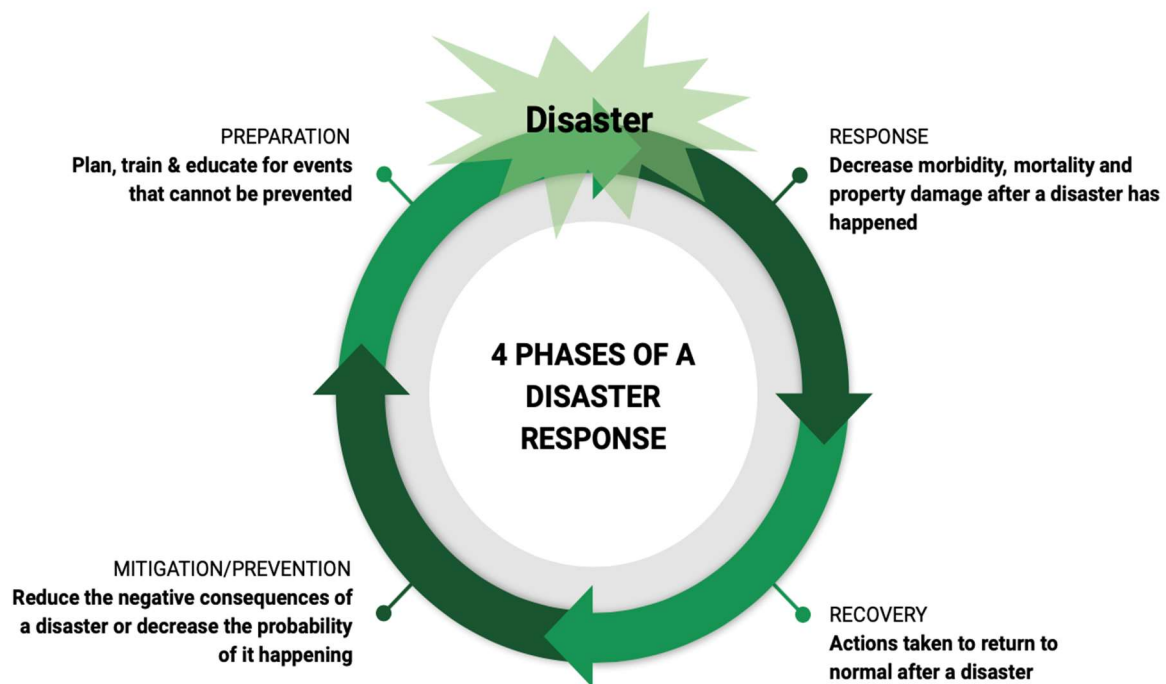 Disaster
PREPARATION
Plan, train & educate for events
that cannot be prevented
RESPONSE
Decrease morbidity, mortality and
property damage after a disaster has
happened
4 PHASES OF A
DISASTER
RESPONSE
MITIGATION/PREVENTION
Reduce the negative consequences of
a disaster or decrease the probability
of it happening
RECOVERY
Actions taken to return to
normal after a disaster